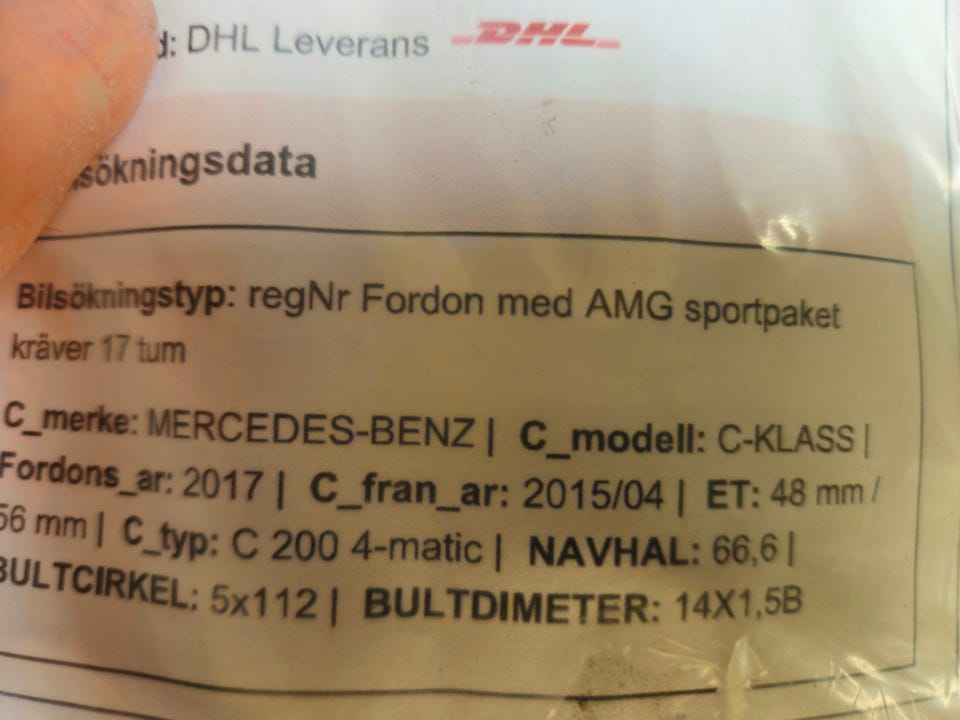 d: DHL Leverans DHL
sökningsdata
Bilsökningstyp: regNr Fordon med AMG sportpaket
kräver 17 tum
C_merke: MERCEDES-BENZ | C_modell: C-KLASS |
Fordons_ar: 2017 | C_fran_ar: 2015/04 | ET: 48 mm /
56 mm | C_typ: C 200 4-matic | NAVHAL: 66,6 |
BULTCIRKEL: 5x112 | BULTDIMETER: 14X1,5B